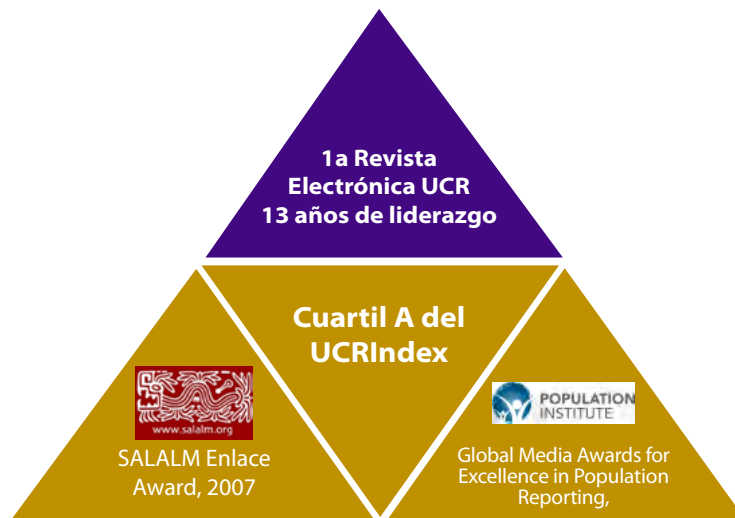 1a Revista
Electrónica UCR
13 años de liderazgo
Cuartil A del
UCRIndex
www.salalm.org
SALALM Enlace
Award, 2007
POPULATION
INSTITUTE
Global Media Awards for
Excellence in Population
Reporting,